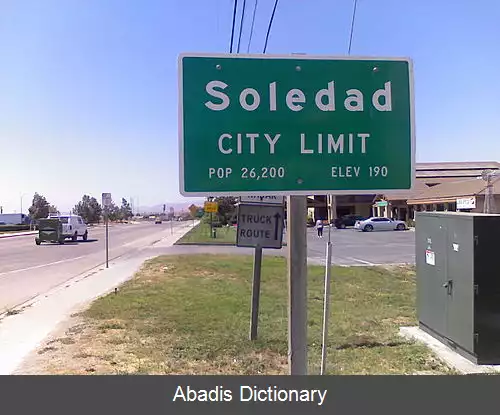 Soledad
CITY LIMIT
POP 26,200 ELEV 190
TRUCK
ROUTE
Abadis Dictionary